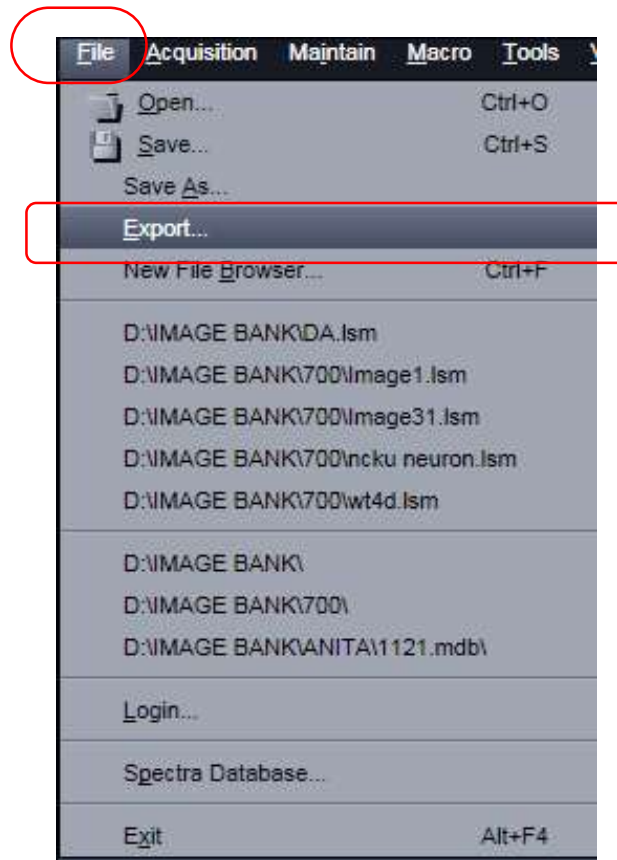 File Acquisition Maintain Macro Tools
Open... Ctrl+O
Save... Ctrl+S
Save As...
Export...
New File Browser... Ctrl+F
D:\IMAGE BANK\DA.lsm
D:\IMAGE BANK\700\Image1.lsm
D:\IMAGE BANK\700\Image31.lsm
D:\IMAGE BANK\700\ncku neuron.lsm
D:\IMAGE BANK\700\wt4d.lsm
D:\IMAGE BANK\
D:\IMAGE BANK\700\
D:\IMAGE BANK\ANITA\1121.mdb\
Login...
Spectra Database...
Exit Alt+F4